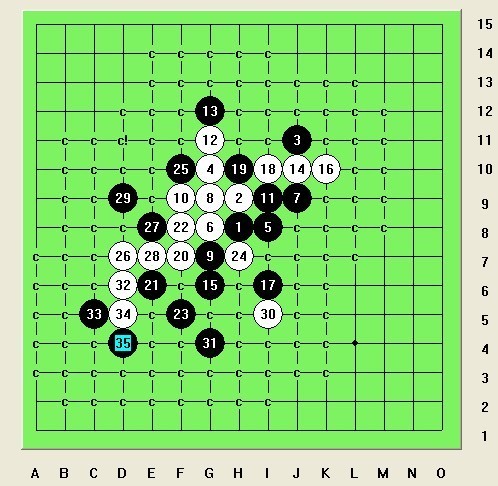 15
c c c c c 14
c c c c c c c c 13
c c c 13 c c c c c c 12
c c c! c c 12 c c 3 c c c 11
c c c c 25 4 19 18 14 16 c c 10
c c 29 c 10 8 2 11 7 c c c 9
c c c 27 22 6 1 5 c c c c 8
c c c 26 28 20 9 24 c c c c 7
c c c 32 21 c 15 c 17 c c 6
c c 33 34 c 23 c c 30 c c 5
c c c 35 c c 31 c c c c 4
c c c c c c c c c c c 3
c c c c c c c c 2
1
A B C D E F G H I J K L M N O